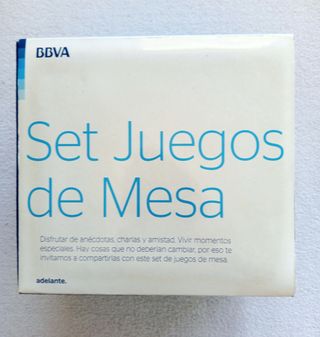 BBVA
Set Juegos
de Mesa
Disfrutar de anécdotas, charlas y amistad. Vivir momentos
especiales. Hay cosas que no deberían cambiar, por eso te
invitamos a compartirlas con este set de juegos de mesa.
adelante.